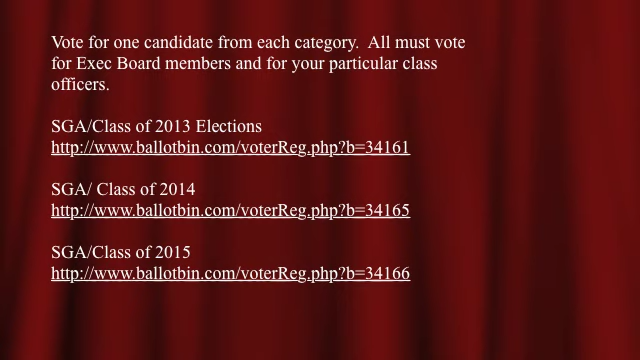 Vote for one candidate from each category.  All must vote
for Exec Board members and for your particular class
officers.
SGA/Class of 2013 Elections
http://www.ballotbin.com/voterReg.php?b=34161
SGA/ Class of 2014
http://www.ballotbin.com/voterReg.php?b=34165
SGA/Class of 2015
http://www.ballotbin.com/voterReg.php?b=34166